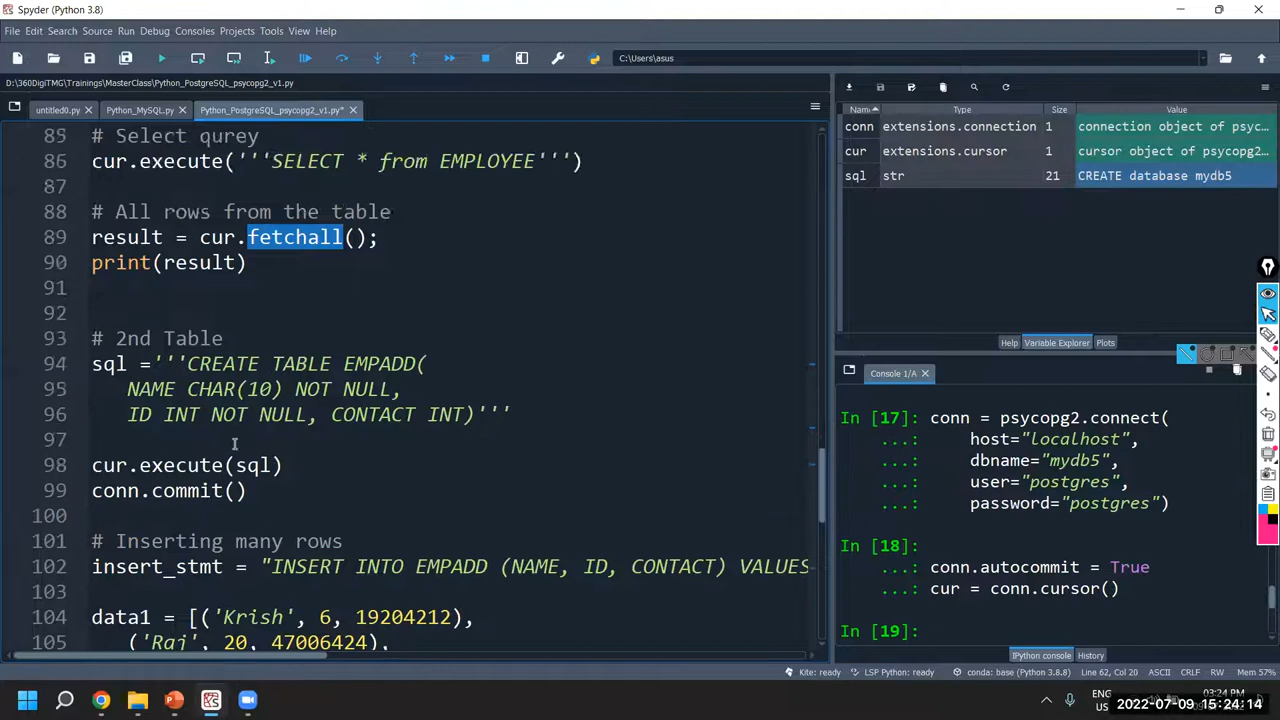 Spyder (Python 3.8)
File Edit Search Source Run Debug Consoles Projects Tools View Help
C:\Users\asus
D:\360DigiTMG\Trainings\MasterClass\Python_PostgreSQL_psycopg2_v1.py
untitled0.py Python_MySQL.py Python_PostgreSQL_psycopg2_v1.py*
85 # Select qurey
86 cur.execute('''SELECT * from EMPLOYEE''')
87
88 # All rows from the table
89 result = cur.fetchall();
90 print(result)
91
92
93 # 2nd Table
94 sql ='''CREATE TABLE EMPADD(
95 NAME CHAR(10) NOT NULL,
96 ID INT NOT NULL, CONTACT INT)'''
97
98 cur.execute(sql)
99 conn.commit()
100
101 # Inserting many rows
102 insert_stmt = "INSERT INTO EMPADD (NAME, ID, CONTACT) VALUES
103
104 data1 = [('Krish', 6, 19204212),
105 ('Raj', 20, 47006424),
Name Type Size Value
conn extensions.connection 1 connection object of psyc…
cur extensions.cursor 1 cursor object of psycopg2…
sql str 21 CREATE database mydb5
Help Variable Explorer Plots
Console 1/A
In [17]: conn = psycopg2.connect(
...: host="localhost",
...: dbname="mydb5",
...: user="postgres",
...: password="postgres")
In [18]:
...: conn.autocommit = True
...: cur = conn.cursor()
In [19]:
IPython console History
Kite: ready LSP Python: ready conda: base (Python 3.8.8) Line 62, Col 20 ASCII CRLF RW Mem 57%
ENG
US
03:24 PM
2022-07-09 15:24:14